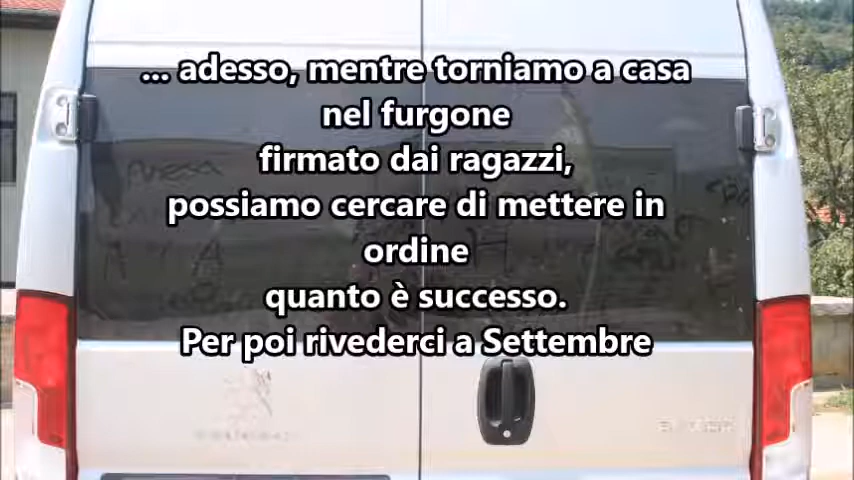 ... adesso, mentre torniamo a casa
nel furgone
firmato dai ragazzi,
possiamo cercare di mettere in
ordine
quanto è successo.
Per poi rivederci a Settembre